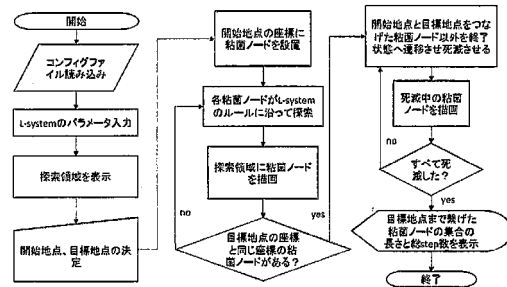 開始
コンフィグファ
イル読み込み
L-systemのパラメータ入力
探索領域を表示
開始地点、目標地点の決
定
開始地点の座標に
粘菌ノードを設置
各粘菌ノードがL-system
のルールに沿って探索
探索領域に粘菌ノード
を描画
no
yes
目標地点の座標
と同じ座標の粘
菌ノードがある？
開始地点と目標地点をつな
げた粘菌ノード以外を終了
状態へ遷移させ死滅させる
死滅中の粘菌
ノードを描画
no
すべて死
滅した？
yes
目標地点まで繋げた
粘菌ノードの集合の
長さと総step数を表示
終了